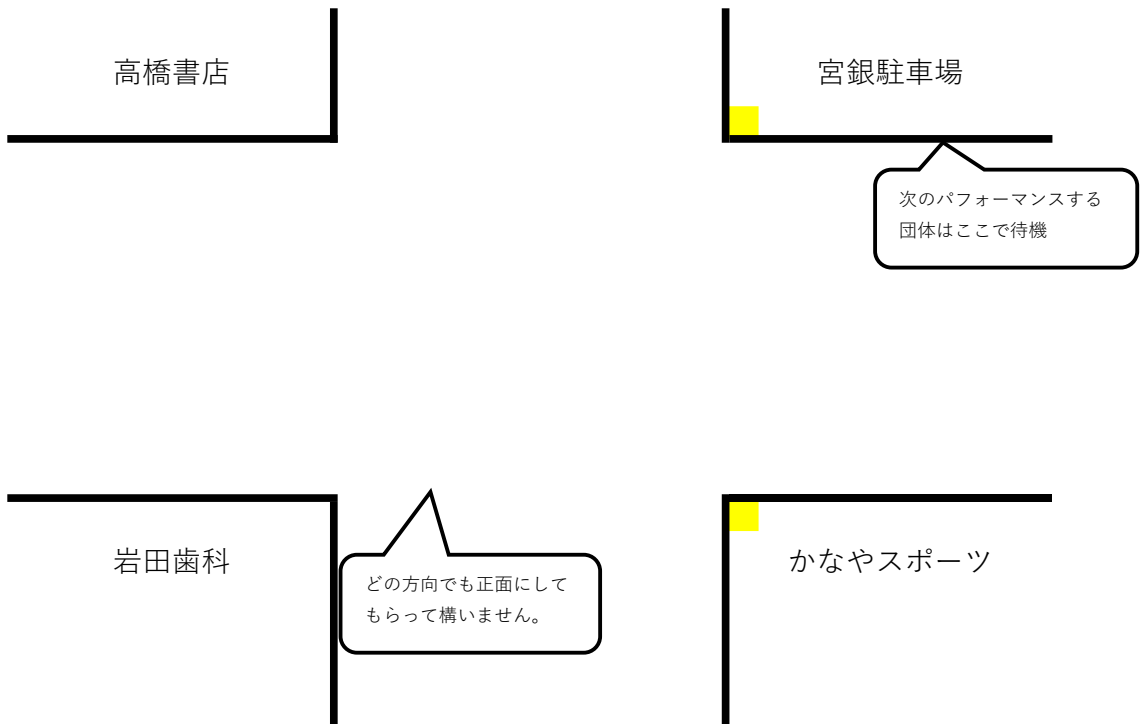 高橋書店
宮銀駐車場
次のパフォーマンスする
団体はここで待機
岩田歯科
どの方向でも正面にして
もらって構いません。
かなやスポーツ